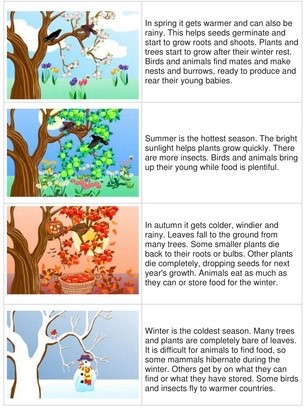 In spring it gets warmer and can also be
rainy. This helps seeds germinate and
start to grow roots and shoots. Plants and
trees start to grow after their winter rest.
Birds and animals find mates and make
nests and burrows, ready to produce and
rear their young babies.
Summer is the hottest season. The bright
sunlight helps plants grow quickly. There
are more insects. Birds and animals bring
up their young while food is plentiful.
In autumn it gets colder, windier and
rainy. Leaves fall to the ground from
many trees. Some smaller plants die
back to their roots or bulbs. Other plants
die completely, dropping seeds for next
year's growth. Animals eat as much as
they can or store food for the winter.
Winter is the coldest season. Many trees
and plants are completely bare of leaves.
It is difficult for animals to find food, so
some mammals hibernate during the
winter. Others get by on what they can
find or what they have stored. Some birds
and insects fly to warmer countries.